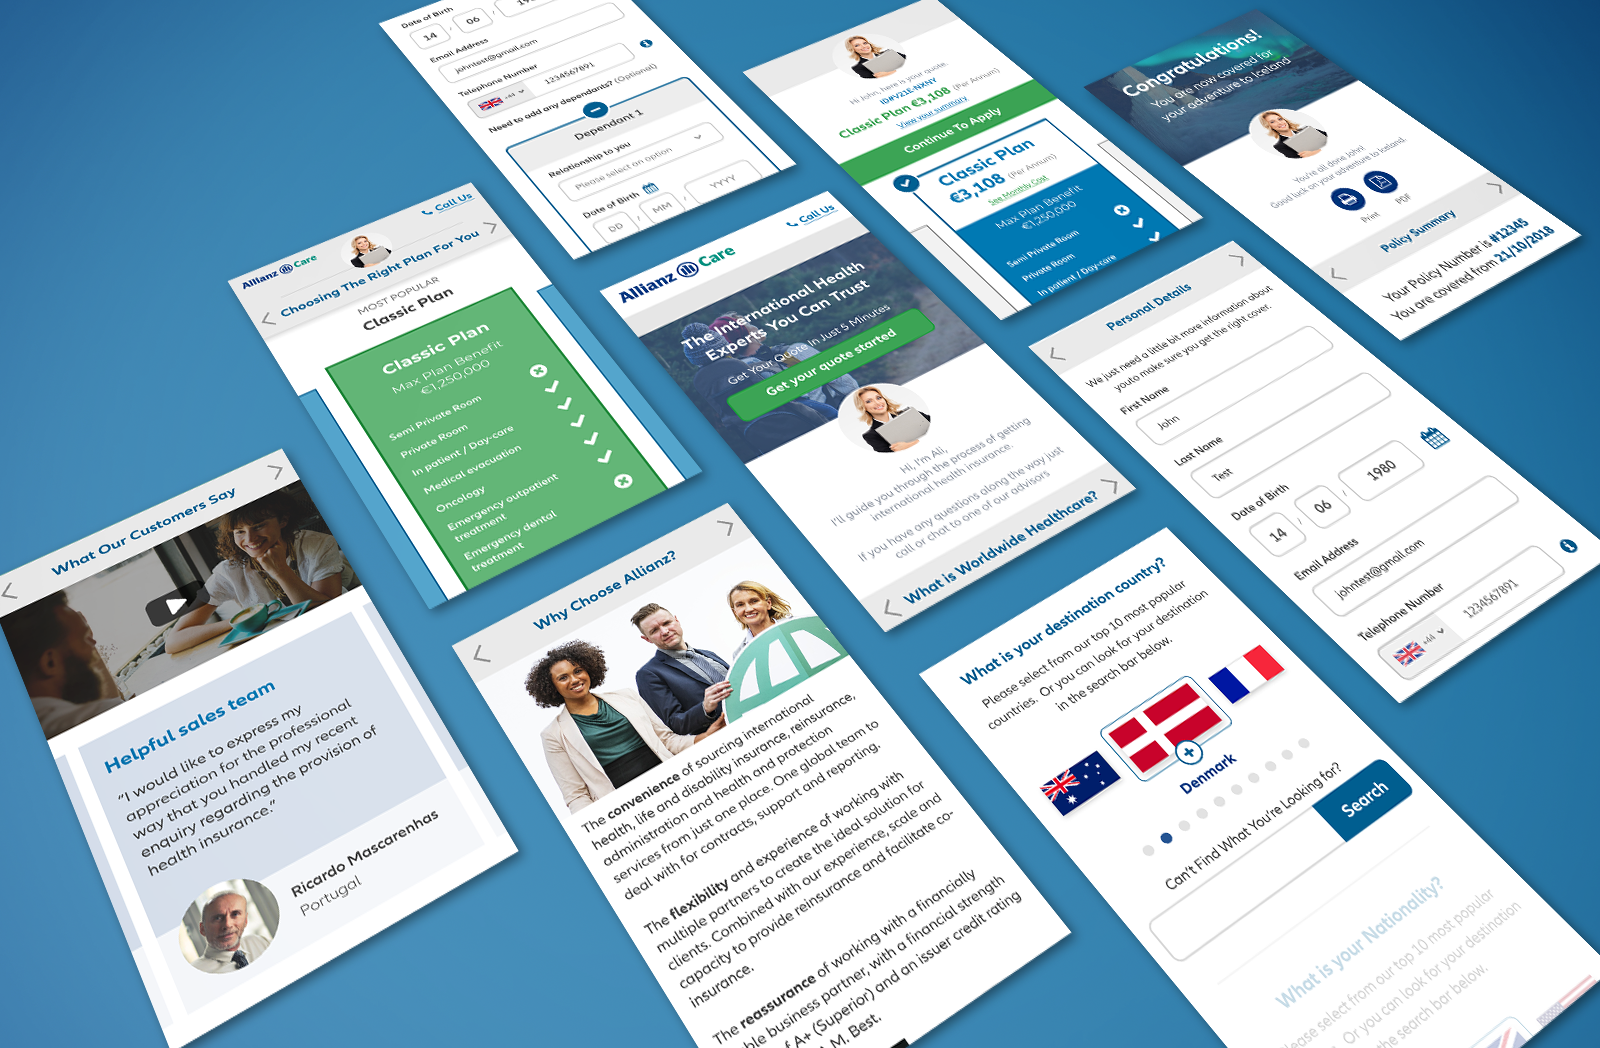 Date of Birth
14 / 06 /
Email Address
johntest@gmail.com
Telephone Number
+44 1234567891
Need to add any dependants? (Optional)
Dependant 1
Relationship to you
Please select an option
Date of Birth
DD / MM / YYYY
Hi John, here is your quote.
ID#V21E-NXNY
Classic Plan €3,108 (Per Annum)
View your summary
Continue To Apply
Classic Plan
€3,108 (Per Annum)
See Monthly Cost
Max Plan Benefit
€1,250,000
Semi Private Room
Private Room
In patient / Day-care
Congratulations!
You are now covered for
your adventure to Iceland
You're all done John!
Good luck on your adventure to Iceland.
Print
PDF
Policy Summary
Your Policy Number is #12345
You are covered from 21/10/2018
Call Us
Allianz Care
Choosing The Right Plan For You
MOST POPULAR
Classic Plan
Classic Plan
Max Plan Benefit
€1,250,000
Semi Private Room
Private Room
In patient / Day-care
Medical evacuation
Oncology
Emergency outpatient
treatment
Emergency dental
treatment
Call Us
Allianz Care
The International Health
Experts You Can Trust
Get Your Quote In Just 5 Minutes
Get your quote started
Hi, I'm Ali,
I'll guide you through the process of getting
international health insurance.
If you have any questions along the way just
call or chat to one of our advisors
What is Worldwide Healthcare?
Personal Details
We just need a little bit more information about
youto make sure you get the right cover.
First Name
John
Last Name
Test
Date of Birth
14 / 06 / 1980
Email Address
johntest@gmail.com
Telephone Number
+44 1234567891
What Our Customers Say
Helpful sales team
“I would like to express my
appreciation for the professional
way that you handled my recent
enquiry regarding the provision of
health insurance.”
Ricardo Mascarenhas
Portugal
Why Choose Allianz?
The convenience of sourcing international
health, life and disability insurance, reinsurance,
administration and health and protection
services from just one place. One global team to
deal with for contracts, support and reporting.
The flexibility and experience of working with
multiple partners to create the ideal solution for
clients. Combined with our experience, scale and
capacity to provide reinsurance and facilitate co-
insurance.
The reassurance of working with a financially
ble business partner, with a financial strength
f A+ (Superior) and an issuer credit rating
. M. Best.
What is your destination country?
Please select from our top 10 most popular
countries. Or you can look for your destination
in the search bar below.
Denmark
Can't Find What You're Looking for?
Search
What is your Nationality?
lease select from our top 10 most popular
. Or you can look for your destination
the search bar below.